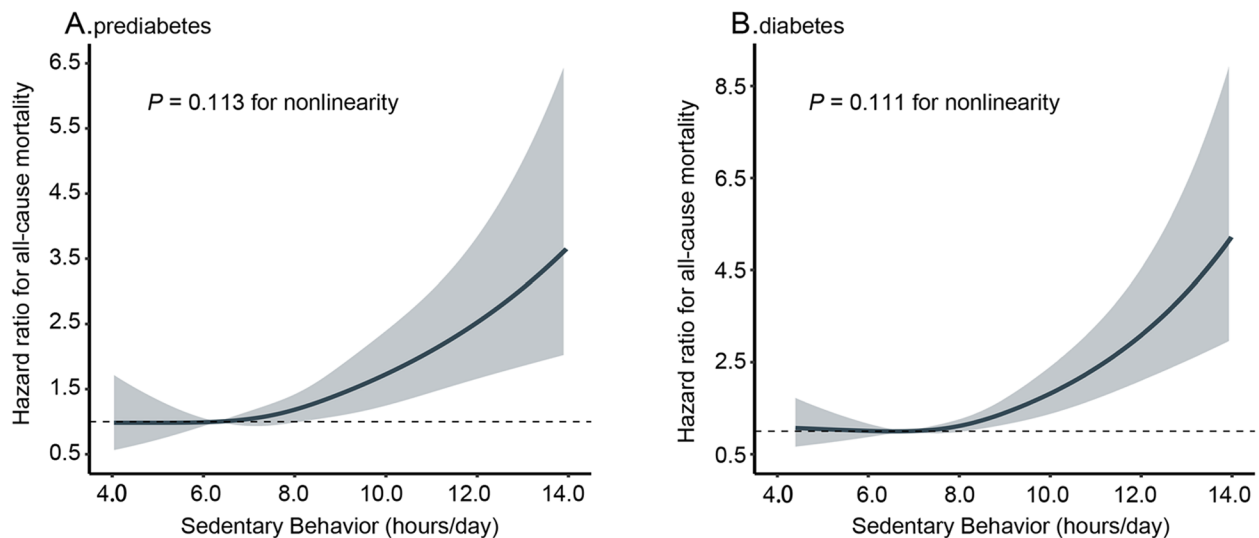 A.prediabetes
Hazard ratio for all-cause mortality
6.5
5.5
4.5
3.5
2.5
1.5
0.5
P = 0.113 for nonlinearity
4.0 6.0 8.0 10.0 12.0 14.0
Sedentary Behavior (hours/day)
B.diabetes
Hazard ratio for all-cause mortality
8.5
6.5
4.5
2.5
0.5
P = 0.111 for nonlinearity
4.0 6.0 8.0 10.0 12.0 14.0
Sedentary Behavior (hours/day)